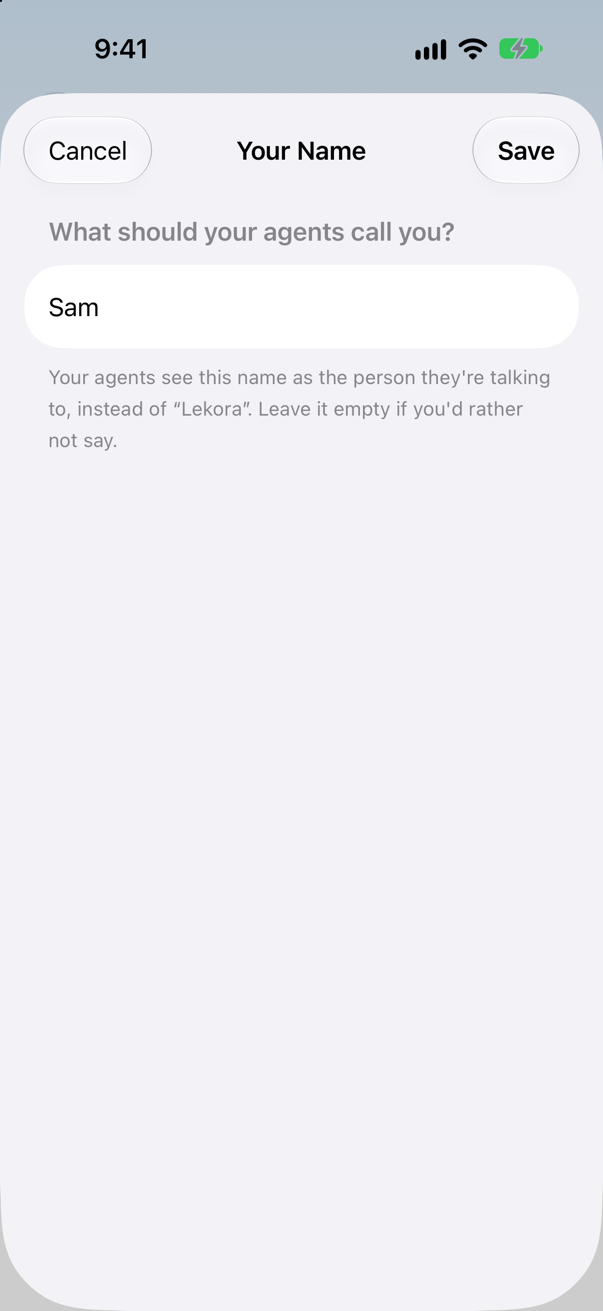 9:41
Cancel
Your Name
Save
What should your agents call you?
Sam
Your agents see this name as the person they're talking
to, instead of “Lekora”. Leave it empty if you'd rather
not say.